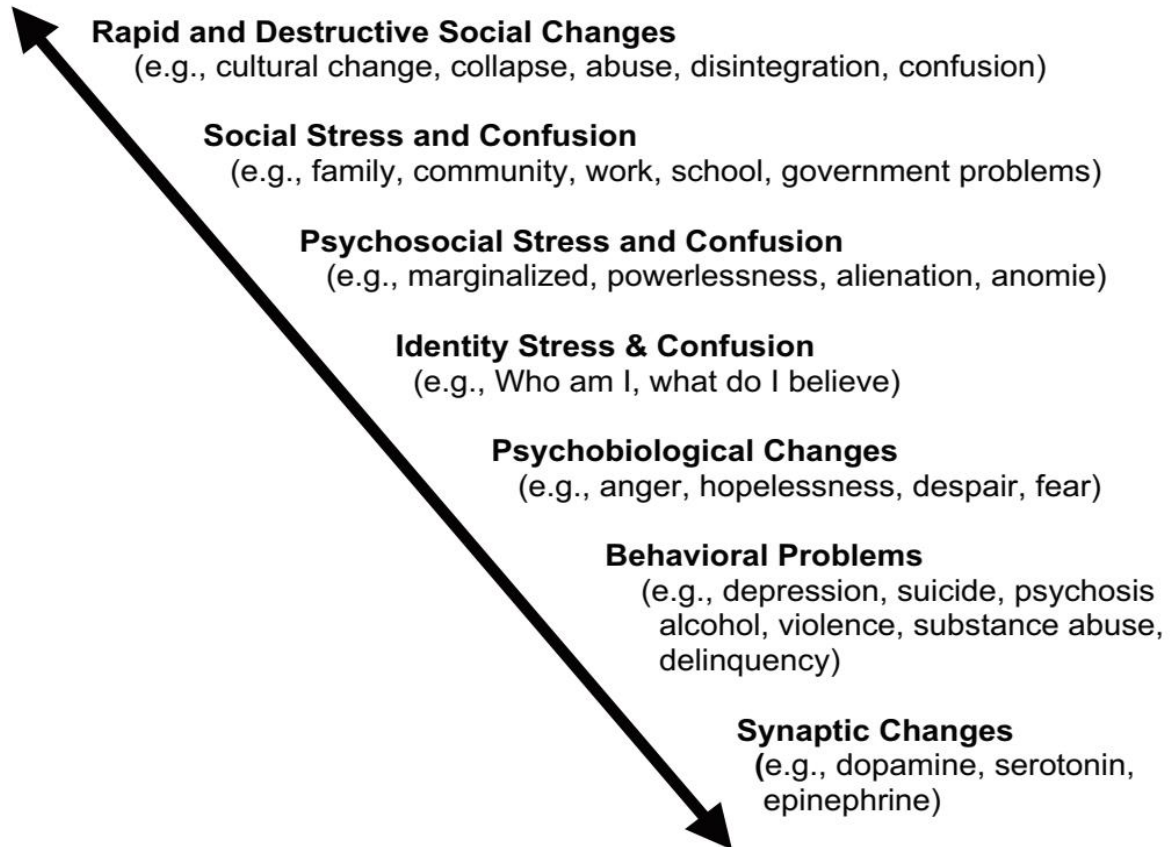 Rapid and Destructive Social Changes
(e.g., cultural change, collapse, abuse, disintegration, confusion)
Social Stress and Confusion
(e.g., family, community, work, school, government problems)
Psychosocial Stress and Confusion
(e.g., marginalized, powerlessness, alienation, anomie)
Identity Stress & Confusion
(e.g., Who am I, what do I believe)
Psychobiological Changes
(e.g., anger, hopelessness, despair, fear)
Behavioral Problems
(e.g., depression, suicide, psychosis
alcohol, violence, substance abuse,
delinquency)
Synaptic Changes
(e.g., dopamine, serotonin,
epinephrine)